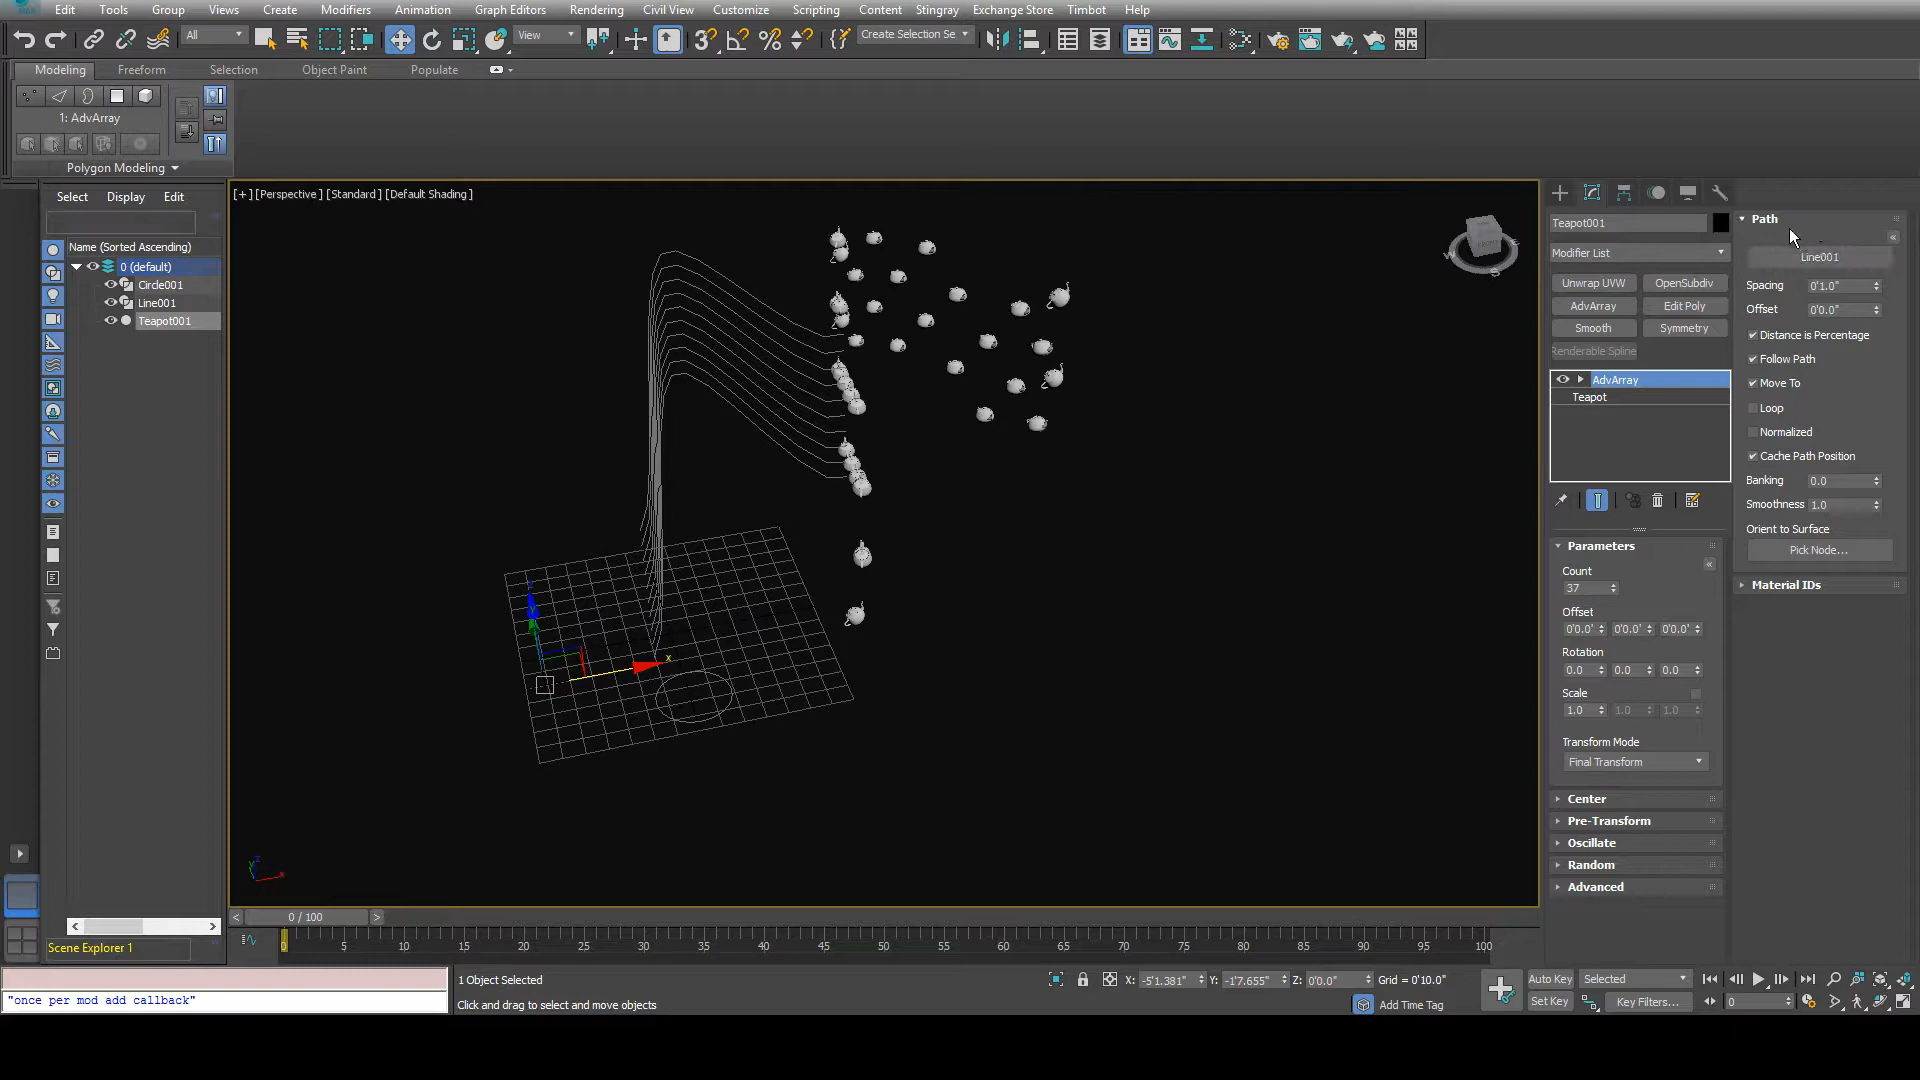 Edit Tools Group Views Create Modifiers Animation Graph Editors Rendering Civil View Customize Scripting Content Stingray Exchange Store Timbot Help
All View Create Selection Se
Modeling Freeform Selection Object Paint Populate
1: AdvArray
Polygon Modeling
Select Display Edit
Name (Sorted Ascending)
0 (default)
Circle001
Line001
Teapot001
[+] [Perspective] [Standard] [Default Shading]
Teapot001
Modifier List
Unwrap UVW OpenSubdiv
AdvArray Edit Poly
Smooth Symmetry
Renderable Spline
AdvArray
Teapot
Parameters
Count
37
Offset
0'0.0" 0'0.0" 0'0.0"
Rotation
0.0 0.0 0.0
Scale
1.0 1.0 1.0
Transform Mode
Final Transform
Center
Pre-Transform
Oscillate
Random
Advanced
Path
Line001
Spacing 0'1.0"
Offset 0'0.0"
Distance is Percentage
Follow Path
Move To
Loop
Normalized
Cache Path Position
Banking 0.0
Smoothness 1.0
Orient to Surface
Pick Node...
Material IDs
x
< 0 / 100 >
0 5 10 15 20 25 30 35 40 45 50 55 60 65 70 75 80 85 90 95 100
Scene Explorer 1
"once per mod add callback"
1 Object Selected
Click and drag to select and move objects
X: -5'1.381" Y: -1'7.655" Z: 0'0.0" Grid = 0'10.0"
Add Time Tag
Auto Key Selected
Set Key Key Filters... 0